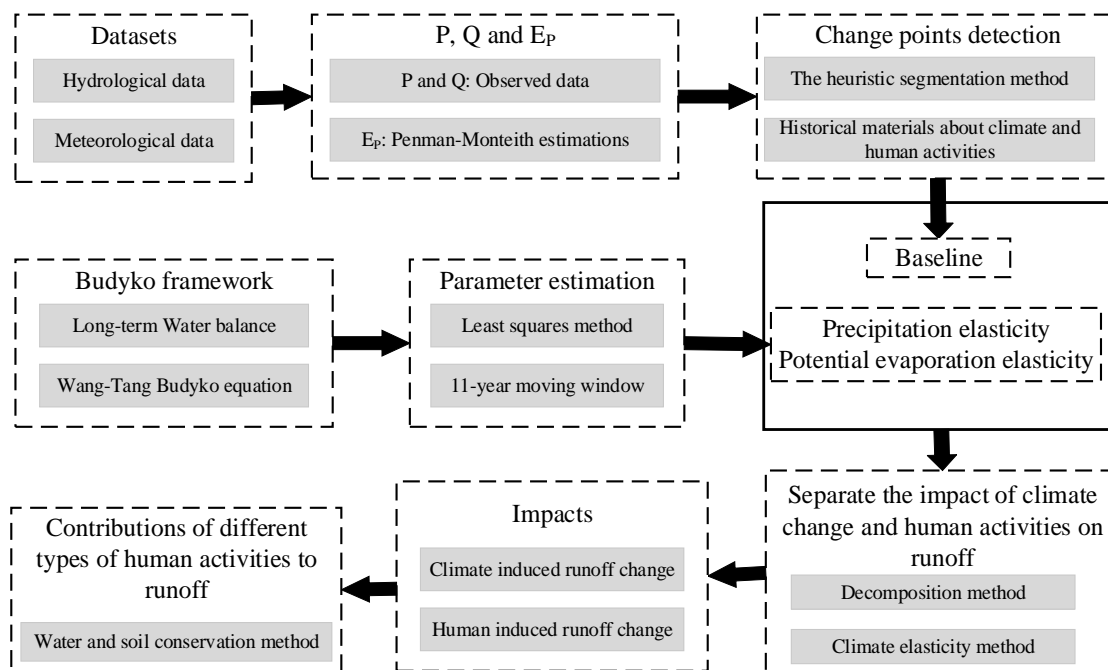 Datasets
Hydrological data
Meteorological data
P, Q and EP
P and Q: Observed data
EP: Penman-Monteith estimations
Change points detection
The heuristic segmentation method
Historical materials about climate and
human activities
Budyko framework
Long-term Water balance
Wang-Tang Budyko equation
Parameter estimation
Least squares method
11-year moving window
Baseline
Precipitation elasticity
Potential evaporation elasticity
Separate the impact of climate
change and human activities on
runoff
Decomposition method
Climate elasticity method
Impacts
Climate induced runoff change
Human induced runoff change
Contributions of different
types of human activities to
runoff
Water and soil conservation method